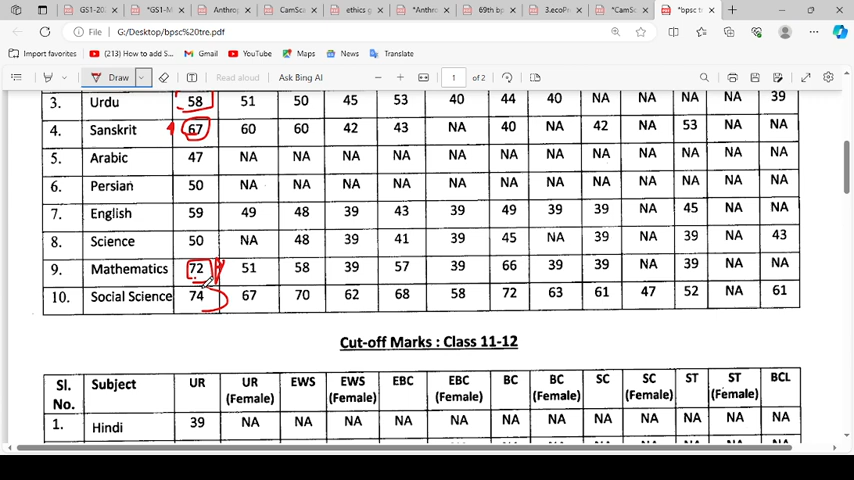 GS1-202
*GS1-M
Anthrop
CamSca
ethics g
*Anthro
69th bp
3.ecoPe
*CamSc
*bpsc tr
File G:/Desktop/bpsc%20tre.pdf
Import favorites (213) How to add S... Gmail YouTube Maps News Translate
Draw Read aloud Ask Bing AI 1 of 2
3. Urdu 58 51 50 45 53 40 44 40 NA NA NA NA 39
4. Sanskrit 67 60 60 42 43 NA 40 NA 42 NA 53 NA NA
5. Arabic 47 NA NA NA NA NA NA NA NA NA NA NA NA
6. Persian 50 NA NA NA NA NA NA NA NA NA NA NA NA
7. English 59 49 48 39 43 39 49 39 39 NA 45 NA NA
8. Science 50 NA 48 39 41 39 45 NA 39 NA 39 NA 43
9. Mathematics 72 51 58 39 57 39 66 39 39 NA 39 NA NA
10. Social Science 74 67 70 62 68 58 72 63 61 47 52 NA 61
Cut-off Marks : Class 11-12
Sl. No. Subject UR UR (Female) EWS EWS (Female) EBC EBC (Female) BC BC (Female) SC SC (Female) ST ST (Female) BCL
1. Hindi 39 NA NA NA NA NA NA NA NA NA NA NA NA